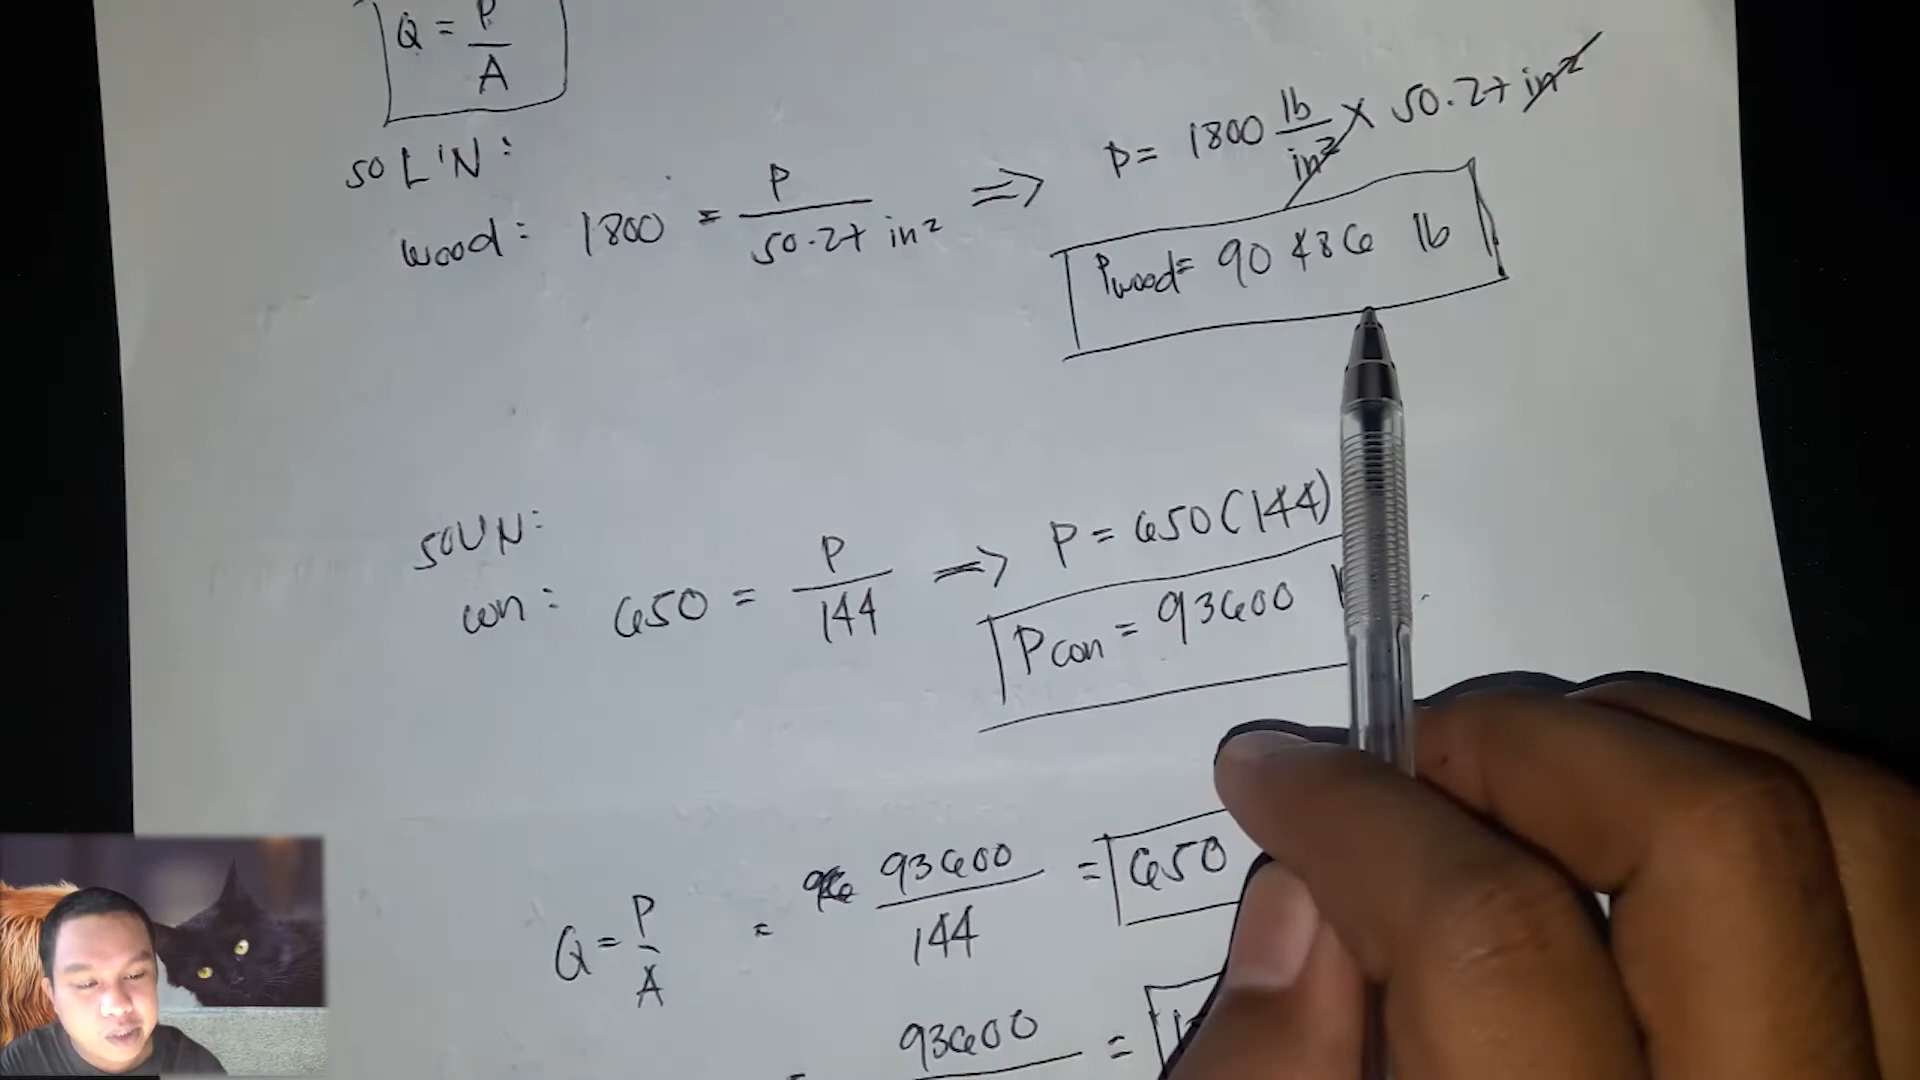 Q = P/A
SOL'N:
wood: 1800 = P/50.27 in² ⇒ P = 1800 lb/in² × 50.27 in²
Pwood = 90486 lb
SOL'N:
con: 650 = P/144 ⇒ P = 650(144)
Pcon = 93600
Q = P/A = 93600/144 = 650
= 93600 =